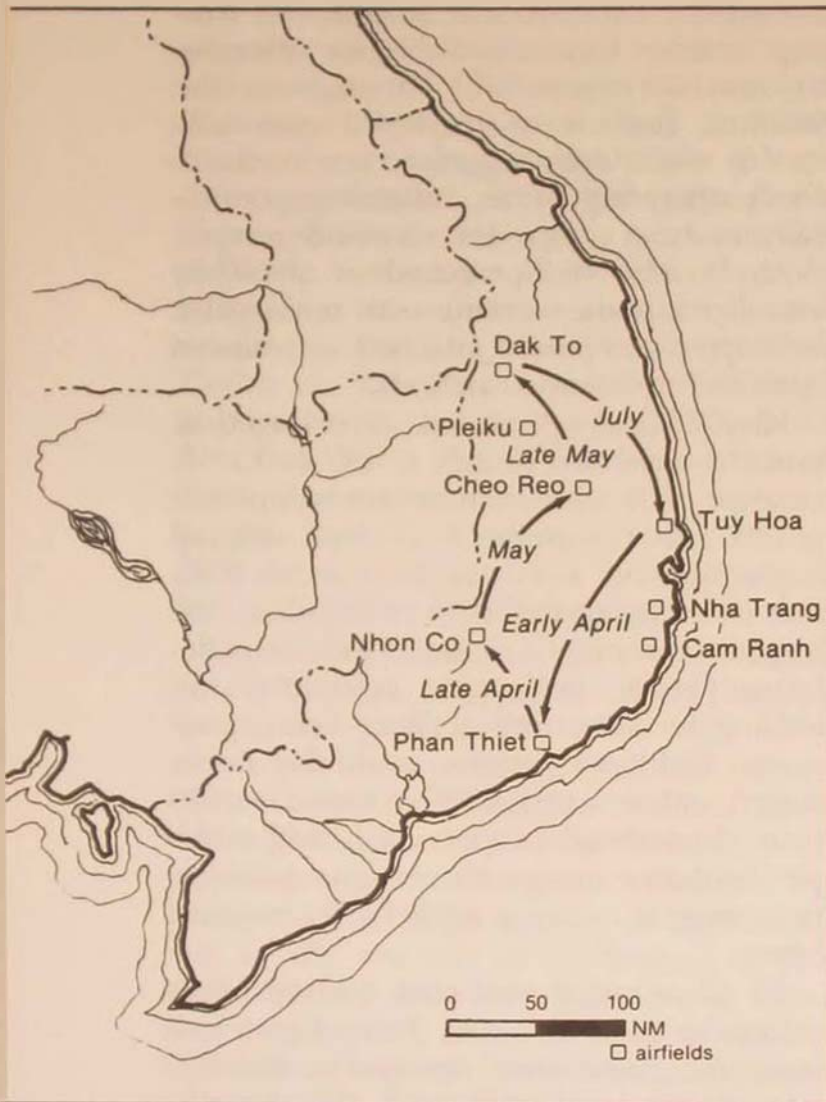 Dak To
July
Pleiku
Late May
Cheo Reo
Tuy Hoa
May
Nha Trang
Early April
Nhon Co
Cam Ranh
Late April
Phan Thiet
0 50 100
NM
airfields